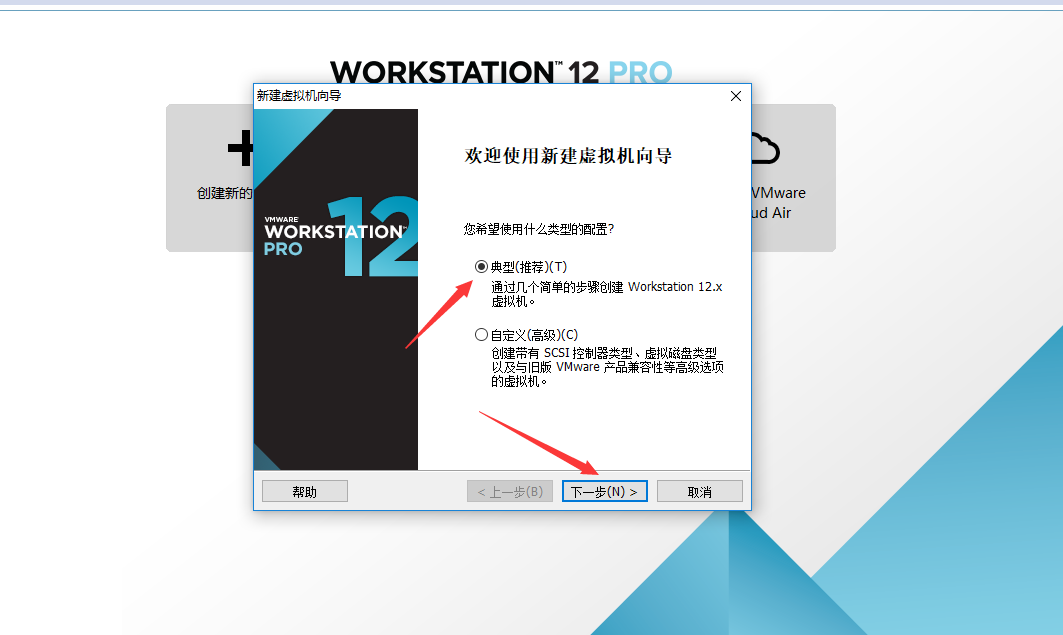 WORKSTATION™ 12 PRO
新建虚拟机向导
创建新的
VMware
ud Air
VMWARE
WORKSTATION™
PRO
12
欢迎使用新建虚拟机向导
您希望使用什么类型的配置?
典型(推荐)(T)
通过几个简单的步骤创建 Workstation 12.x
虚拟机。
自定义(高级)(C)
创建带有 SCSI 控制器类型、虚拟磁盘类型
以及与旧版 VMware 产品兼容性等高级选项
的虚拟机。
帮助
< 上一步(B)
下一步(N) >
取消